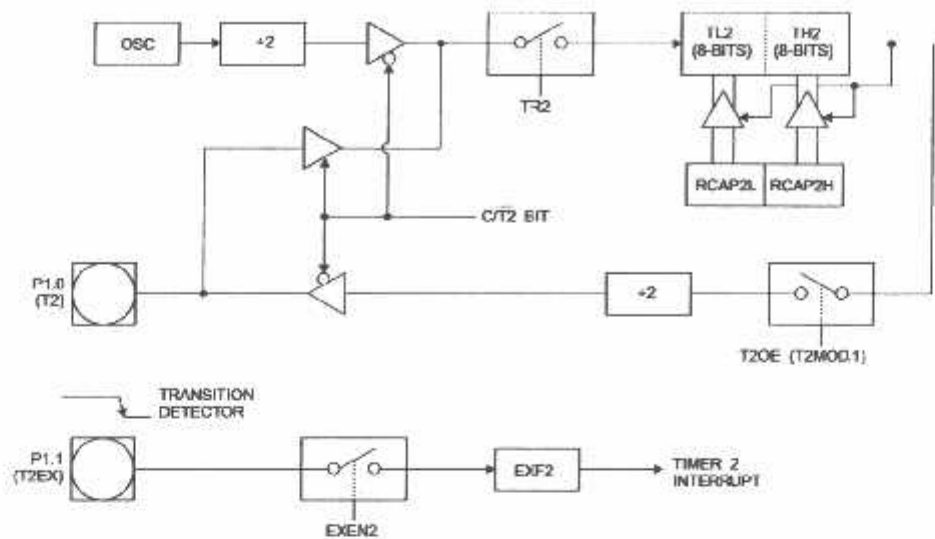 OSC
÷2
TR2
TL2
(8-BITS)
TH2
(8-BITS)
RCAP2L
RCAP2H
C/T2 BIT
P1.0
(T2)
÷2
T2OE (T2MOD.1)
TRANSITION
DETECTOR
P1.1
(T2EX)
EXF2
TIMER 2
INTERRUPT
EXEN2